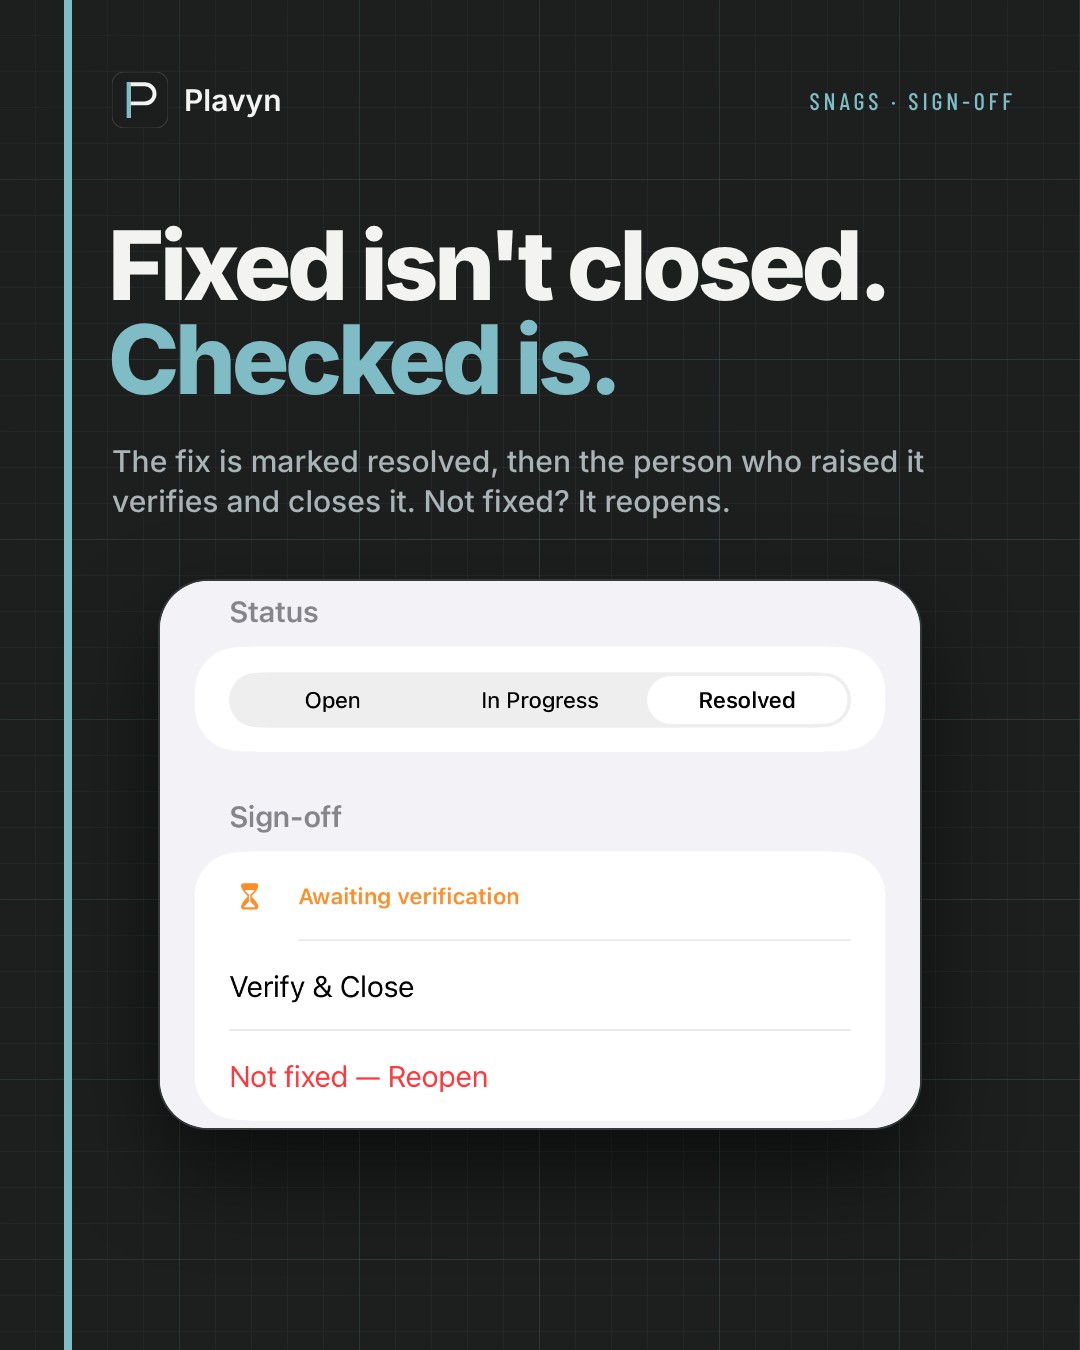 Plavyn
SNAGS · SIGN-OFF
Fixed isn't closed.
Checked is.
The fix is marked resolved, then the person who raised it
verifies and closes it. Not fixed? It reopens.
Status
Open
In Progress
Resolved
Sign-off
Awaiting verification
Verify & Close
Not fixed — Reopen